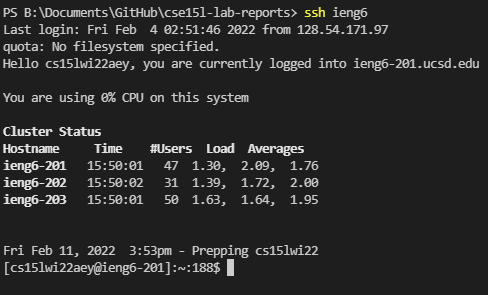 PS B:\Documents\GitHub\cse15l-lab-reports> ssh ieng6
Last login: Fri Feb  4 02:51:46 2022 from 128.54.171.97
quota: No filesystem specified.
Hello cs15lwi22aey, you are currently logged into ieng6-201.ucsd.edu
You are using 0% CPU on this system
Cluster Status
Hostname     Time    #Users  Load  Averages
ieng6-201   15:50:01   47  1.30,  2.09,  1.76
ieng6-202   15:50:02   31  1.39,  1.72,  2.00
ieng6-203   15:50:01   50  1.63,  1.64,  1.95
Fri Feb 11, 2022  3:53pm - Prepping cs15lwi22
[cs15lwi22aey@ieng6-201]:~:188$